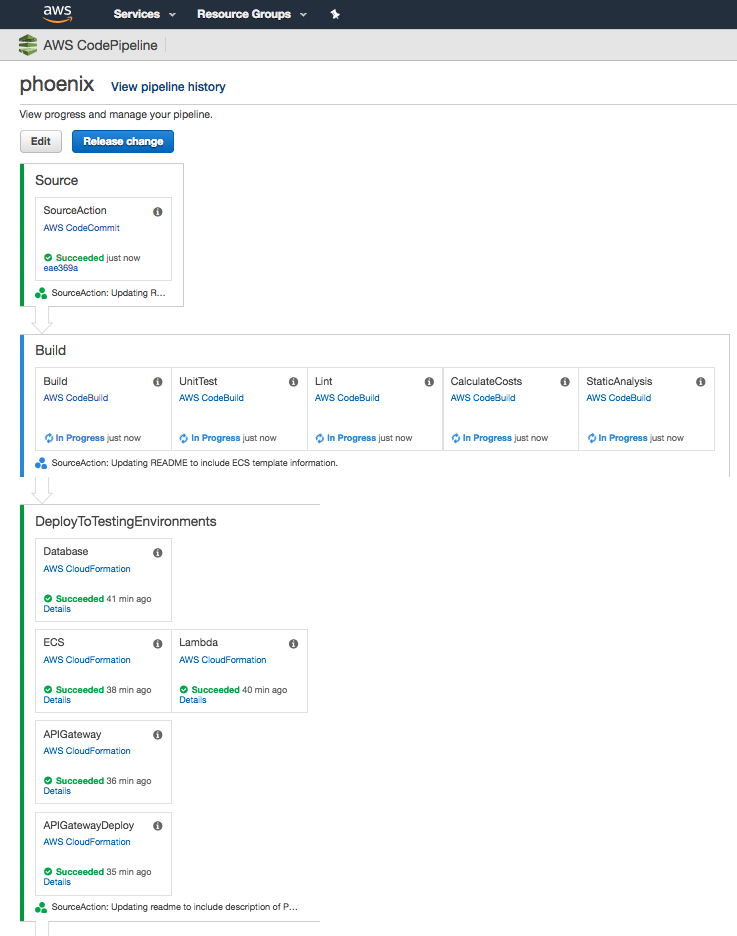 aws Services Resource Groups
AWS CodePipeline
phoenix View pipeline history
View progress and manage your pipeline.
Edit Release change
Source
SourceAction
AWS CodeCommit
Succeeded just now
eae369a
SourceAction: Updating R...
Build
Build UnitTest Lint CalculateCosts StaticAnalysis
AWS CodeBuild AWS CodeBuild AWS CodeBuild AWS CodeBuild AWS CodeBuild
In Progress just now In Progress just now In Progress just now In Progress just now In Progress just now
SourceAction: Updating README to include ECS template information.
DeployToTestingEnvironments
Database
AWS CloudFormation
Succeeded 41 min ago
Details
ECS Lambda
AWS CloudFormation AWS CloudFormation
Succeeded 38 min ago Succeeded 40 min ago
Details Details
APIGateway
AWS CloudFormation
Succeeded 36 min ago
Details
APIGatewayDeploy
AWS CloudFormation
Succeeded 35 min ago
Details
SourceAction: Updating readme to include description of P...